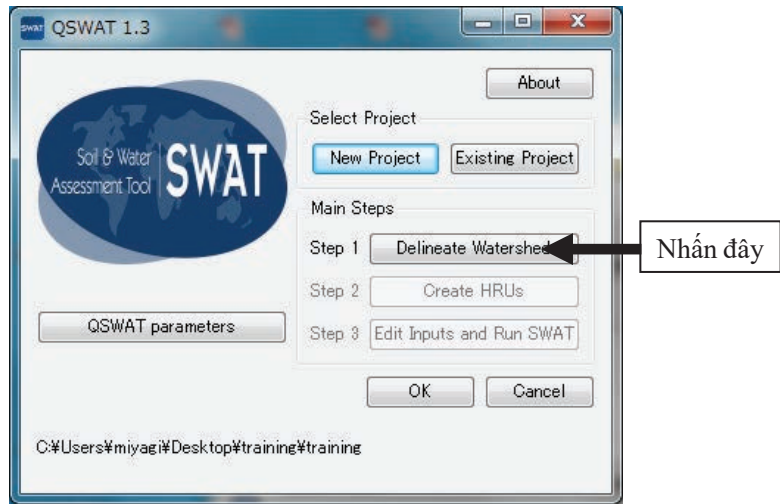 SWAT QSWAT 1.3
About
Soil & Water
Assessment Tool
SWAT
Select Project
New Project Existing Project
Main Steps
Step 1 Delineate Watershed
Nhấn đây
Step 2 Create HRUs
QSWAT parameters
Step 3 Edit Inputs and Run SWAT
OK Cancel
C:¥Users¥miyagi¥Desktop¥training¥training